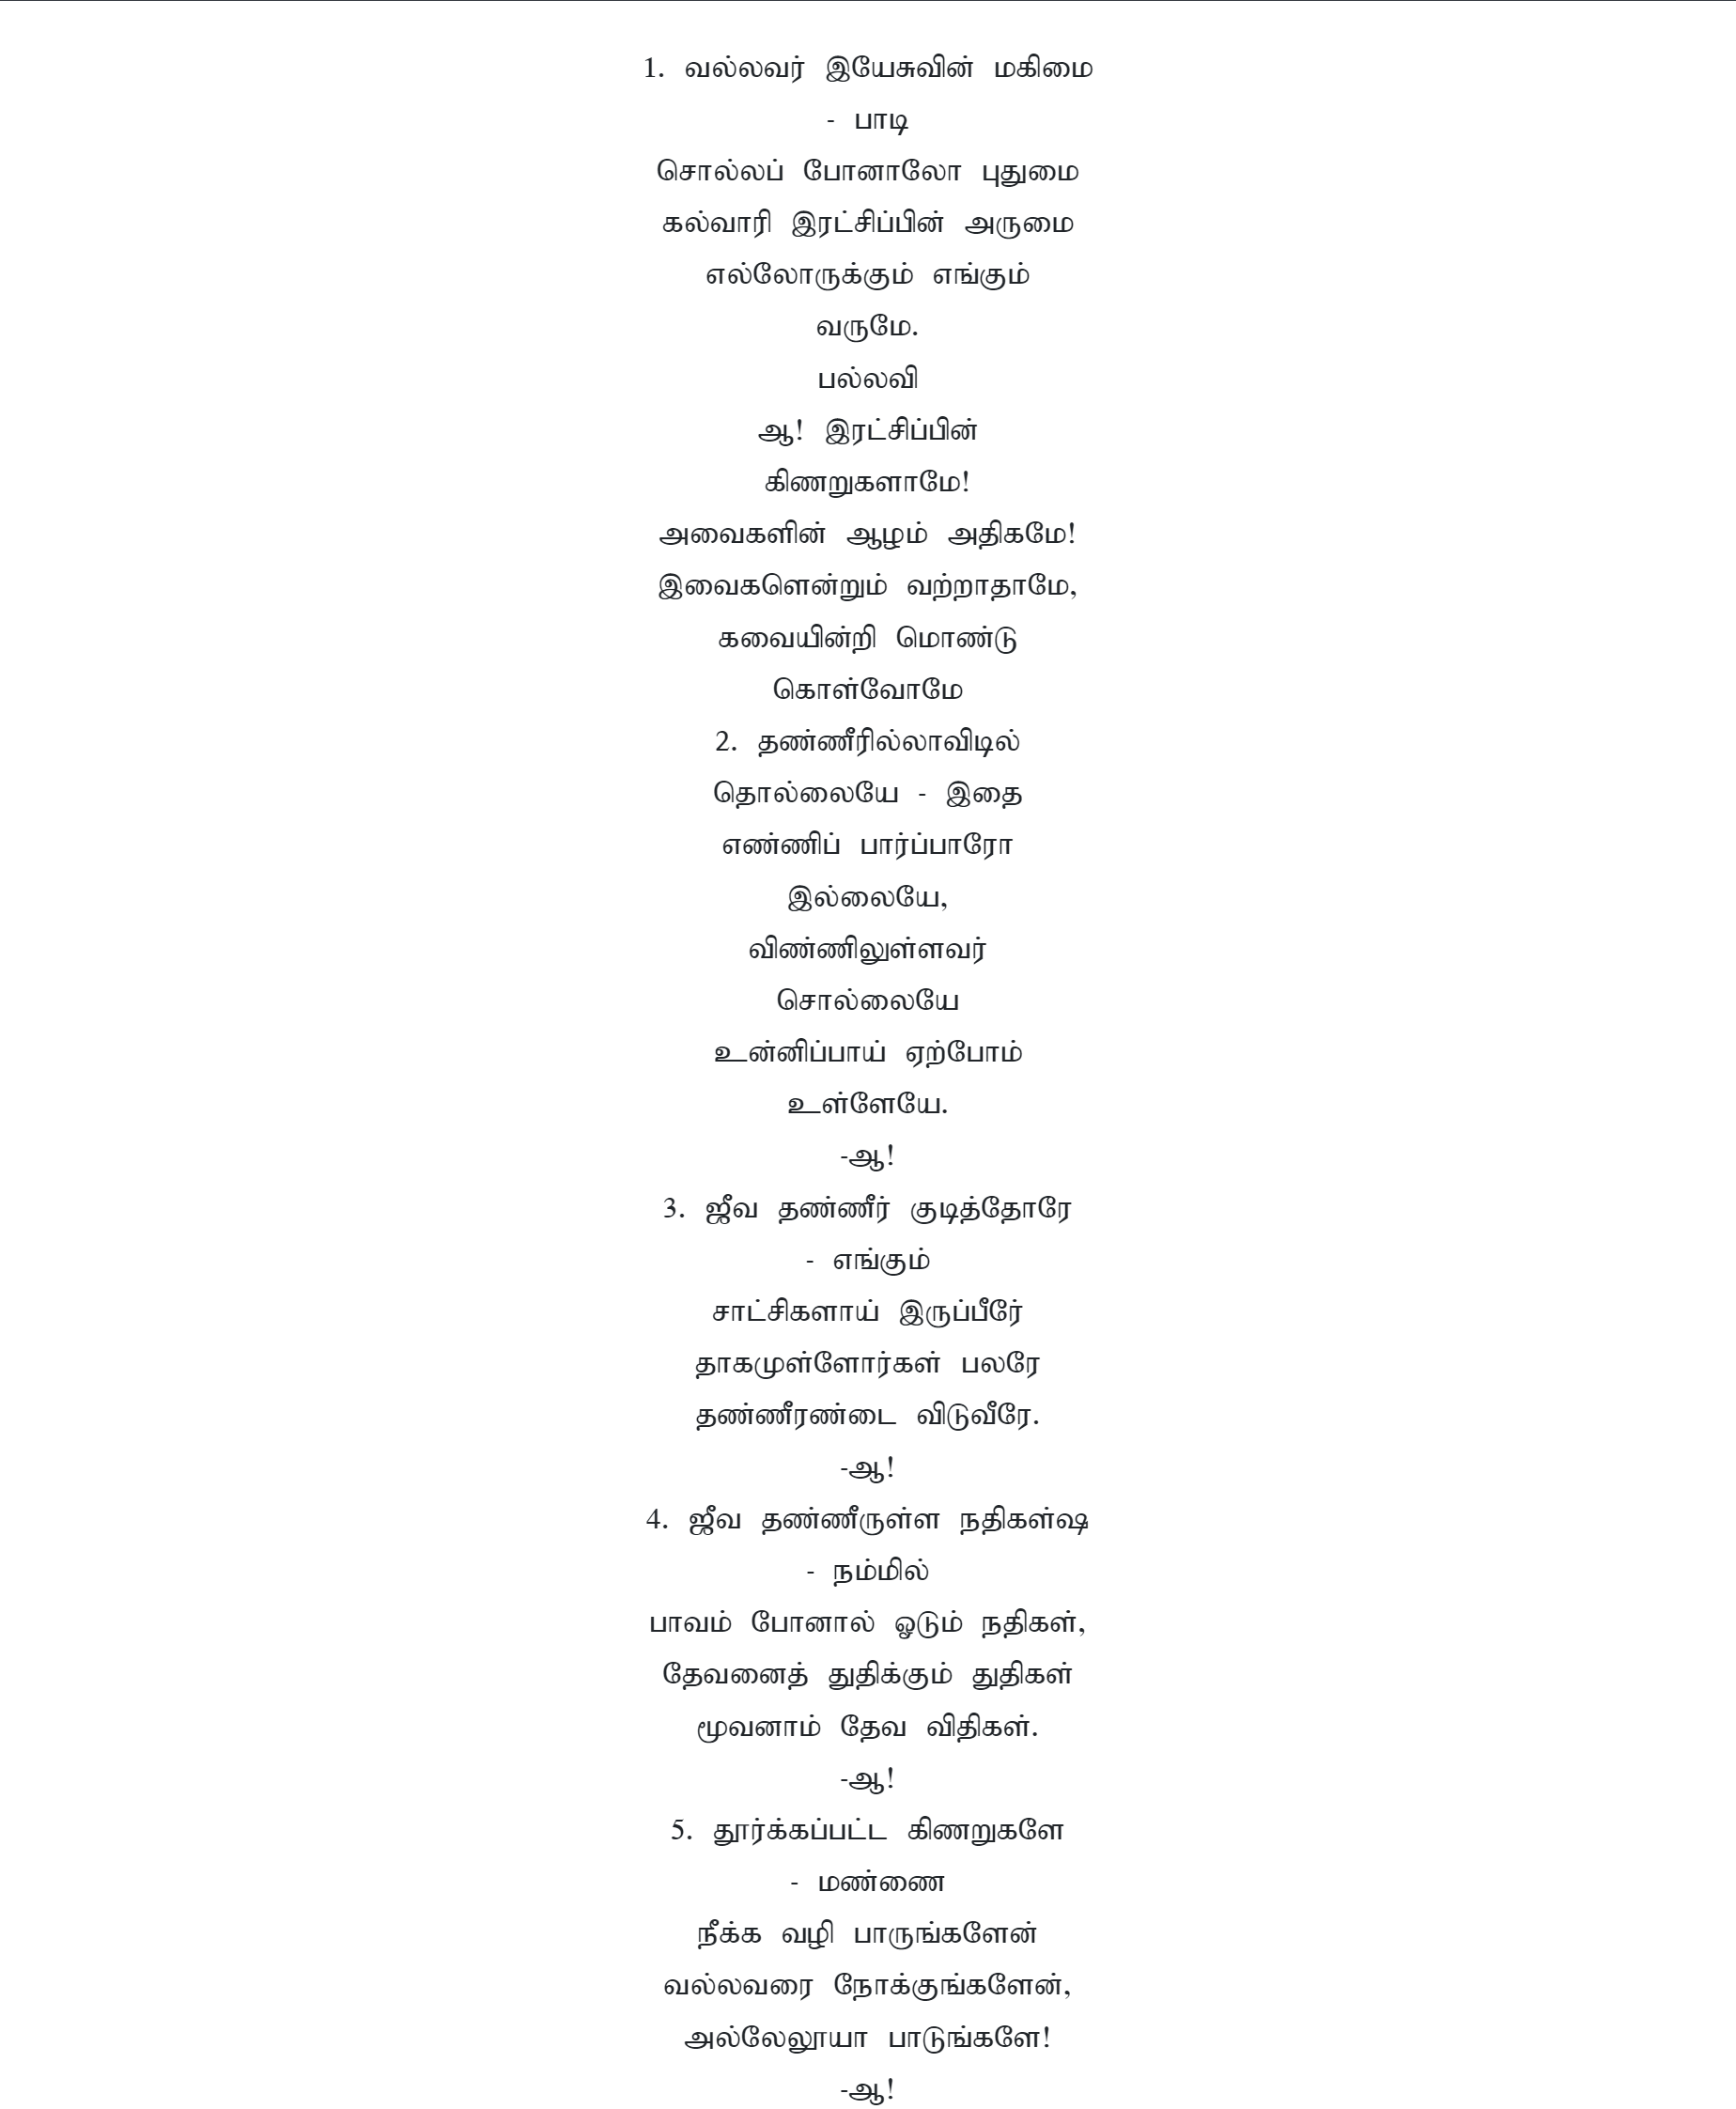 1. வல்லவர் இயேசுவின் மகிமை
- பாடி
சொல்லப் போனாலோ புதுமை
கல்வாரி இரட்சிப்பின் அருமை
எல்லோருக்கும் எங்கும்
வருமே.
பல்லவி
ஆ! இரட்சிப்பின்
கிணறுகளாமே!
அவைகளின் ஆழம் அதிகமே!
இவைகளென்றும் வற்றாதாமே,
கவையின்றி மொண்டு
கொள்வோமே
2. தண்ணீரில்லாவிடில்
தொல்லையே - இதை
எண்ணிப் பார்ப்பாரோ
இல்லையே,
விண்ணிலுள்ளவர்
சொல்லையே
உன்னிப்பாய் ஏற்போம்
உள்ளேயே.
-ஆ!
3. ஜீவ தண்ணீர் குடித்தோரே
- எங்கும்
சாட்சிகளாய் இருப்பீரே்
தாகமுள்ளோர்கள் பலரே
தண்ணீரண்டை விடுவீரே.
-ஆ!
4. ஜீவ தண்ணீருள்ள நதிகள்ஷ
- நம்மில்
பாவம் போனால் ஓடும் நதிகள்,
தேவனைத் துதிக்கும் துதிகள்
மூவனாம் தேவ விதிகள்.
-ஆ!
5. தூர்க்கப்பட்ட கிணறுகளே
- மண்ணை
நீக்க வழி பாருங்களேன்
வல்லவரை நோக்குங்களேன்,
அல்லேலூயா பாடுங்களே!
-ஆ!